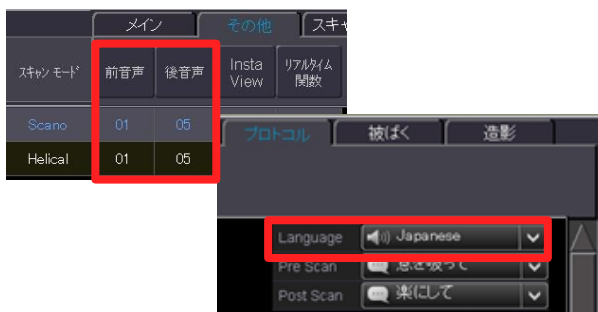 メイン その他 スキャ
スキャン モード 前音声 後音声 Insta View リアルタイム 関数
Scano 01 05
Helical 01 05
プロトコル 被ばく 造影
Language Japanese
Pre Scan 息を吸って
Post Scan 楽にして